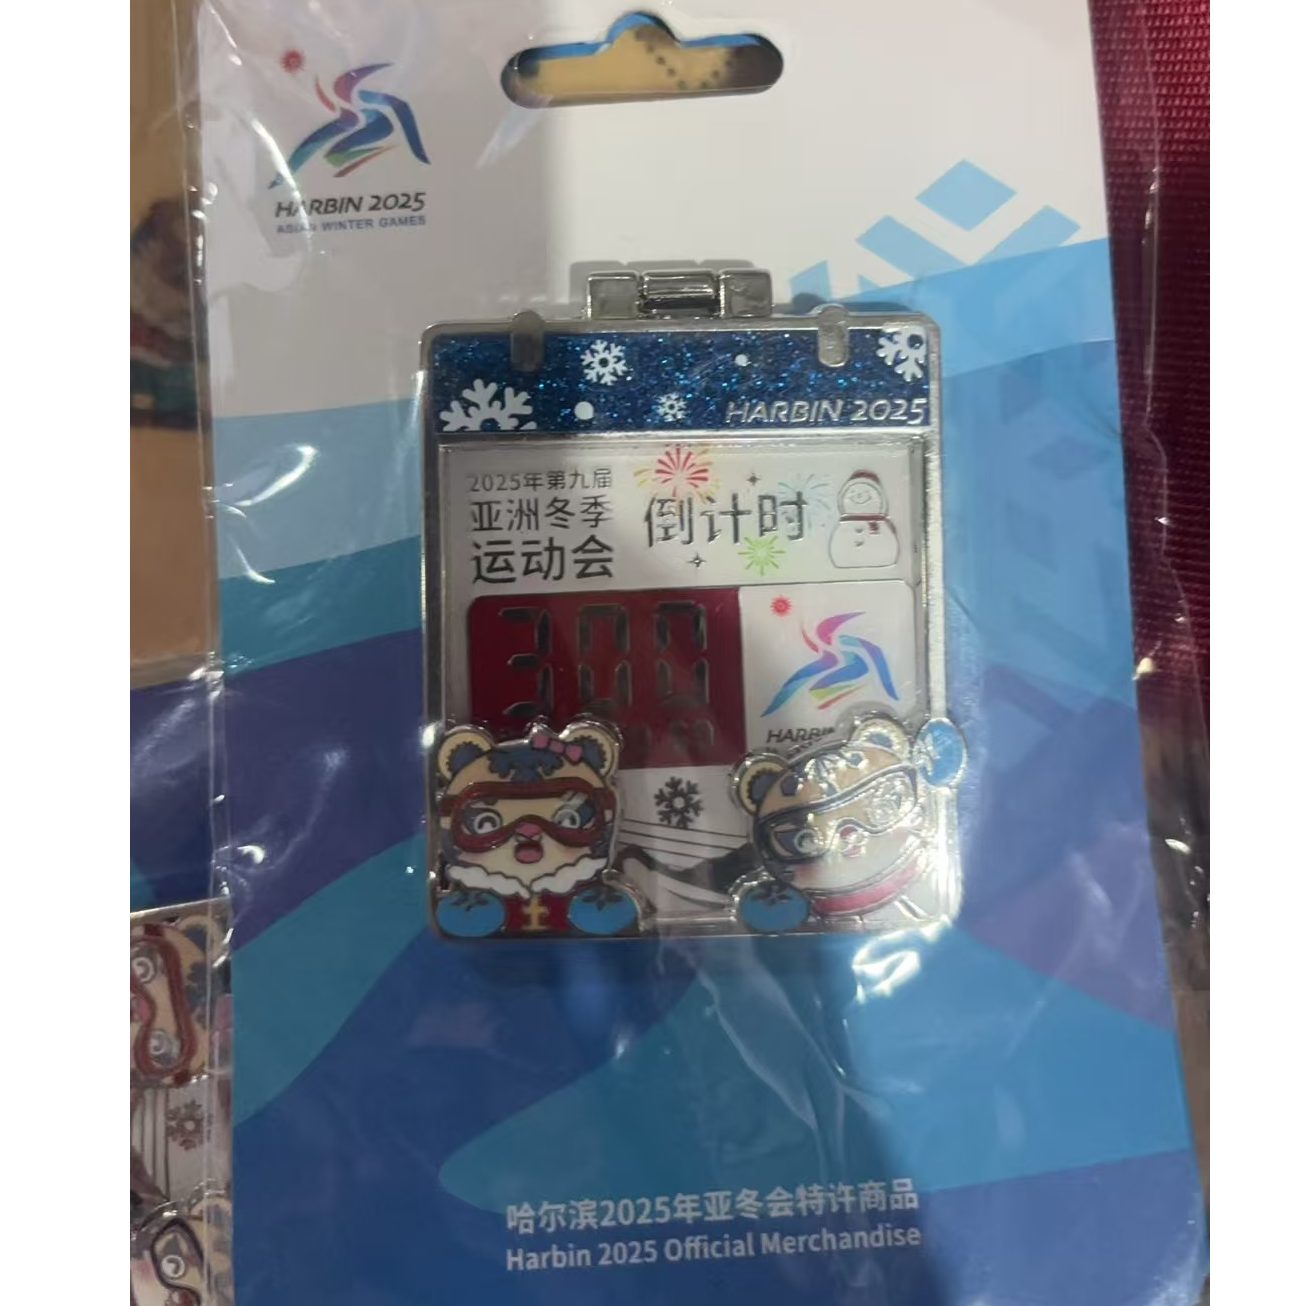 HARBIN 2025
ASIAN WINTER GAMES
HARBIN 2025
2025年第九届
亚洲冬季
运动会
倒计时
300
哈尔滨2025年亚冬会特许商品
Harbin 2025 Official Merchandise